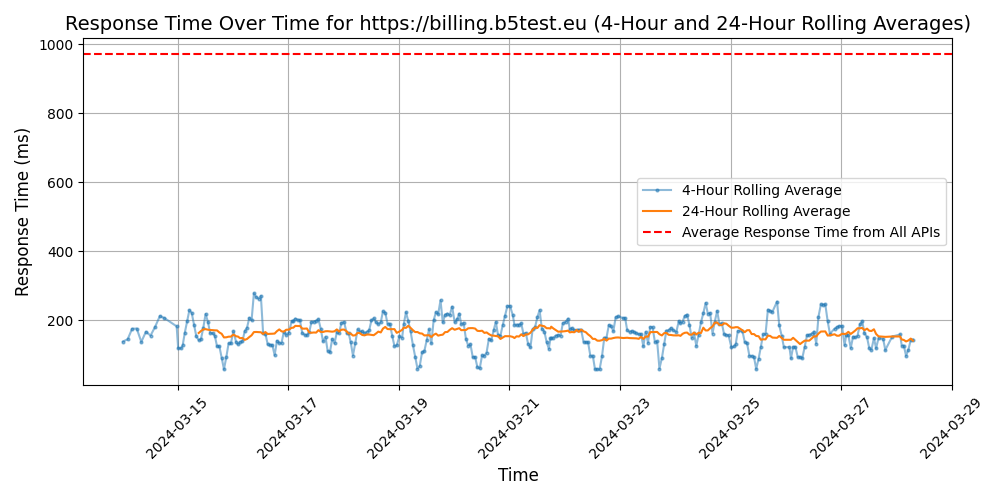 Response Time Over Time for https://billing.b5test.eu (4-Hour and 24-Hour Rolling Averages)
1000
800
600
400
200
Response Time (ms)
4-Hour Rolling Average
24-Hour Rolling Average
Average Response Time from All APIs
2024-03-15
2024-03-17
2024-03-19
2024-03-21
2024-03-23
2024-03-25
2024-03-27
2024-03-29
Time